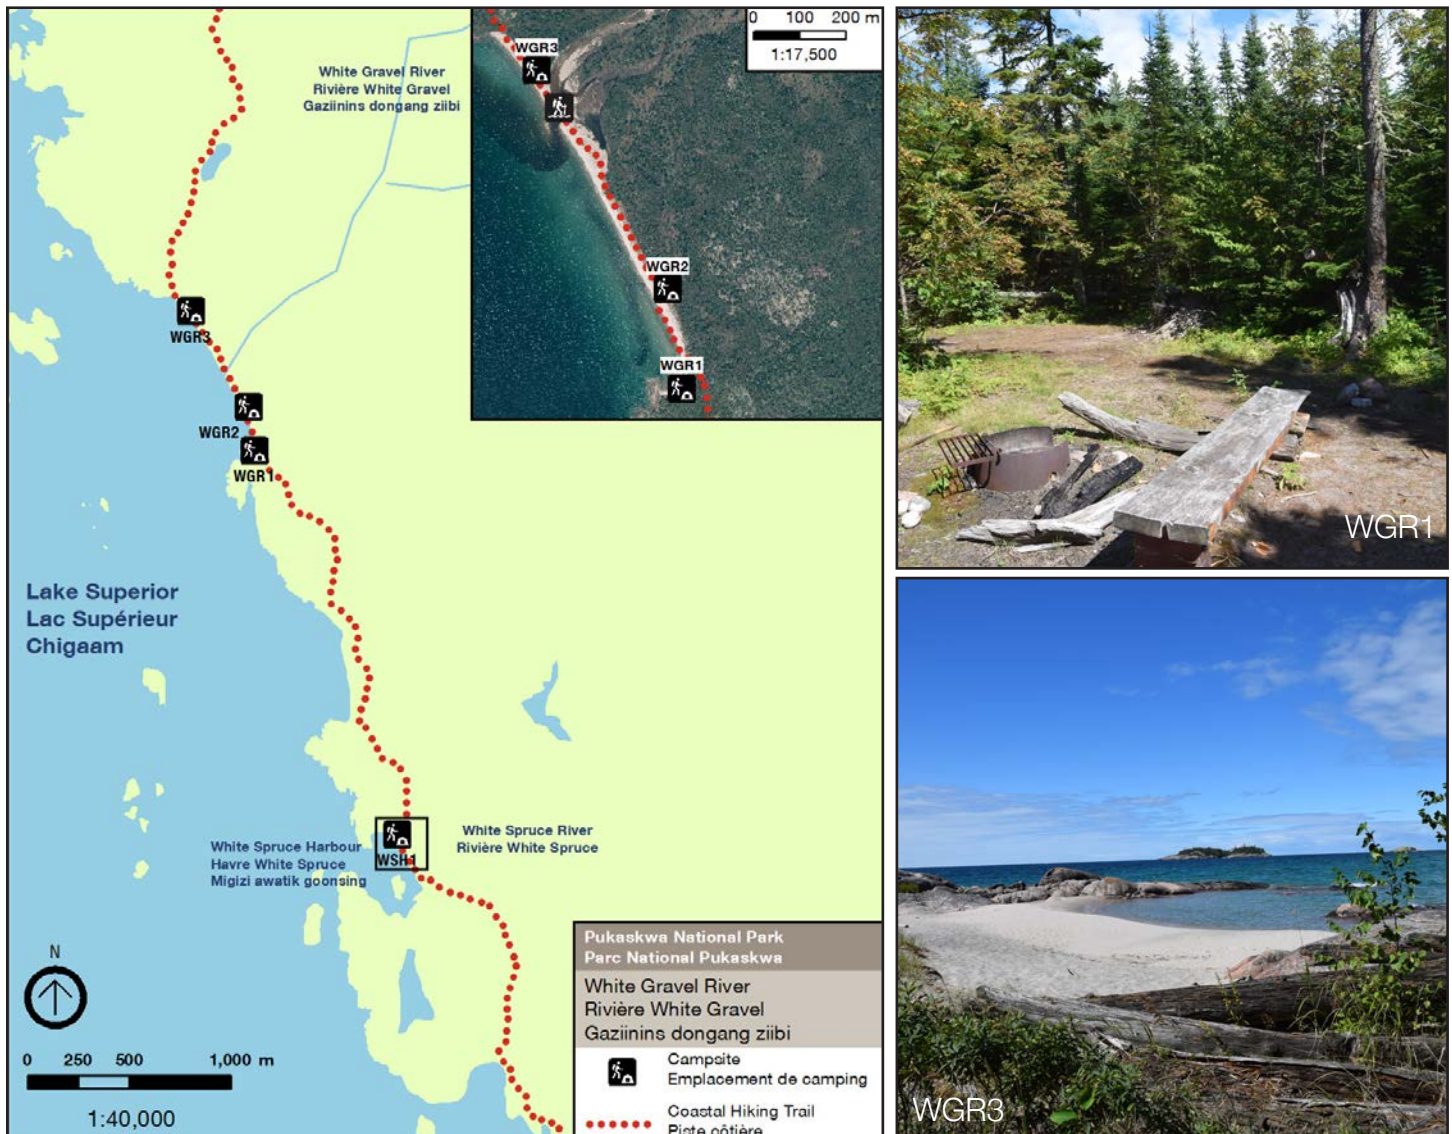 White Gravel River
Rivière White Gravel
Gaziinins dongang ziibi
WGR3
WGR2
WGR1
Lake Superior
Lac Supérieur
Chigaam
White Spruce Harbour
Havre White Spruce
Migizi awatik goonsing
WSH1
White Spruce River
Rivière White Spruce
N
0 250 500 1,000 m
1:40,000
0 100 200 m
1:17,500
WGR3
WGR2
WGR1
Pukaskwa National Park
Parc National Pukaskwa
White Gravel River
Rivière White Gravel
Gaziinins dongang ziibi
Campsite
Emplacement de camping
Coastal Hiking Trail
Piste côtière
WGR1
WGR3